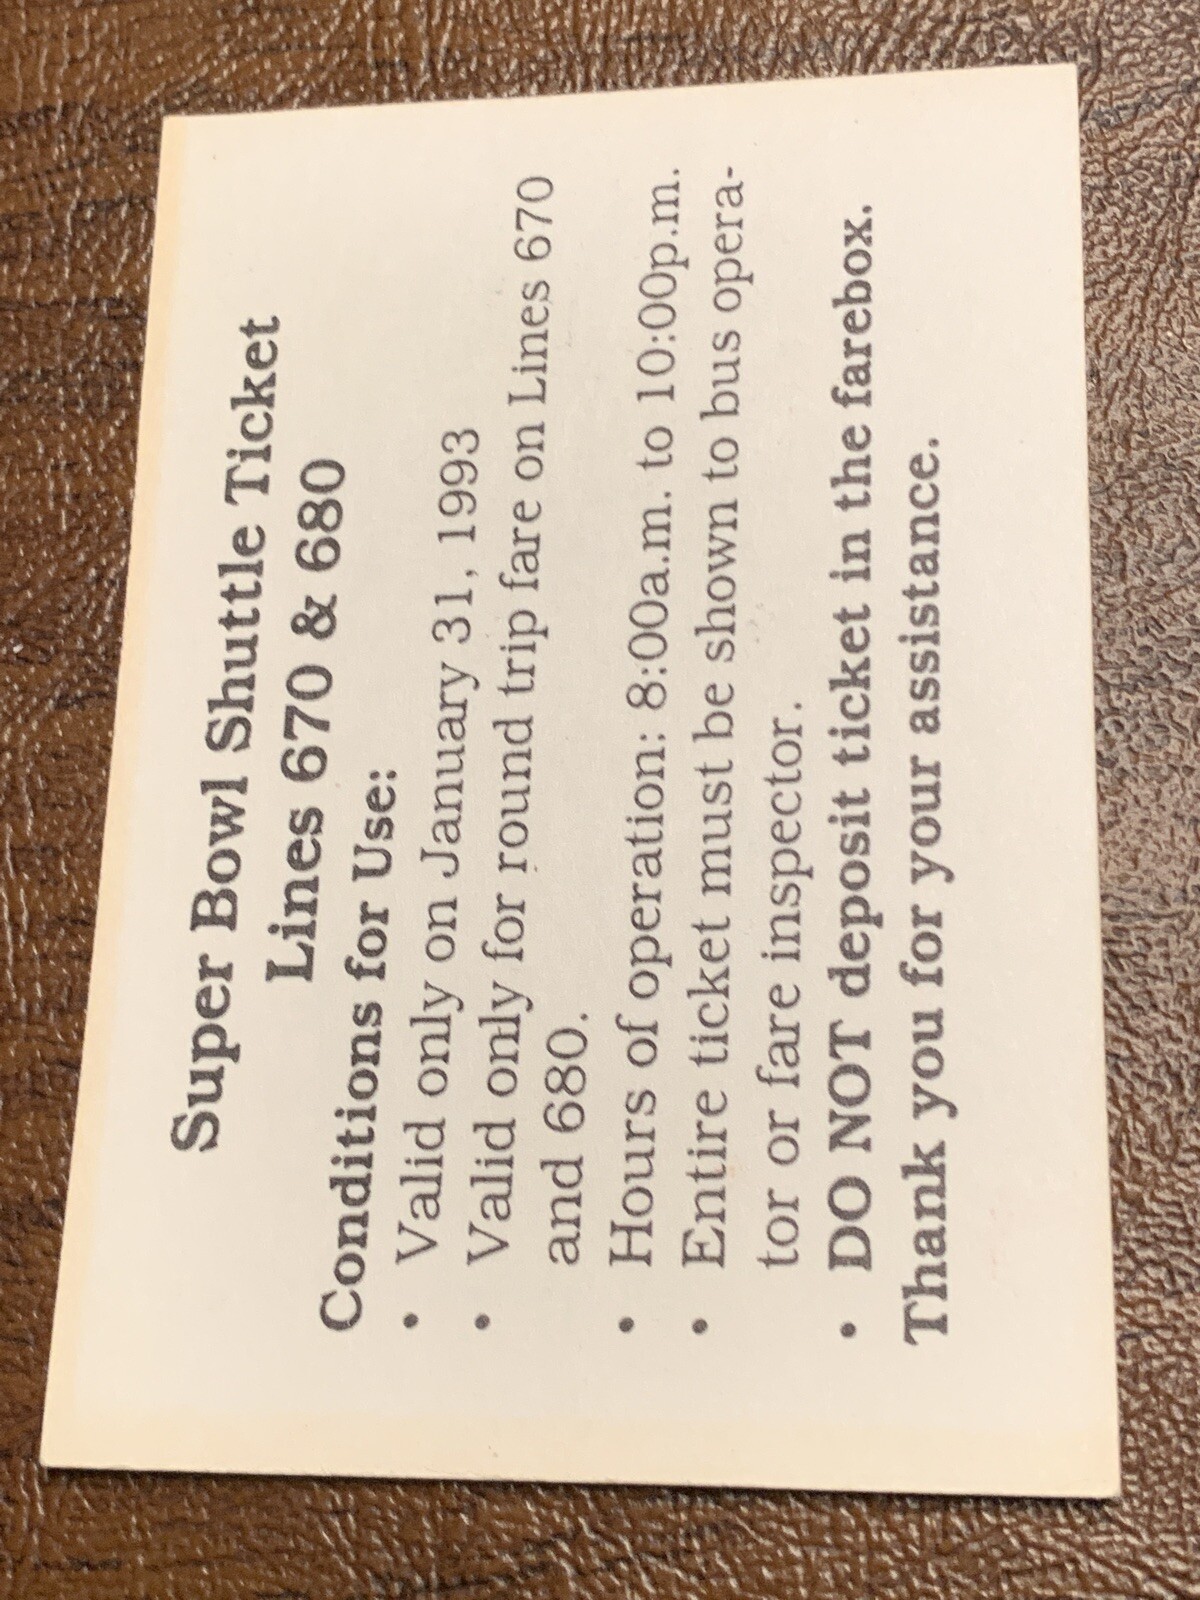 Super Bowl Shuttle Ticket
Lines 670 & 680
Conditions for Use:
• Valid only on January 31, 1993
• Valid only for round trip fare on Lines 670
and 680.
• Hours of operation: 8:00a.m. to 10:00p.m.
• Entire ticket must be shown to bus opera-
tor or fare inspector.
• DO NOT deposit ticket in the farebox.
Thank you for your assistance.